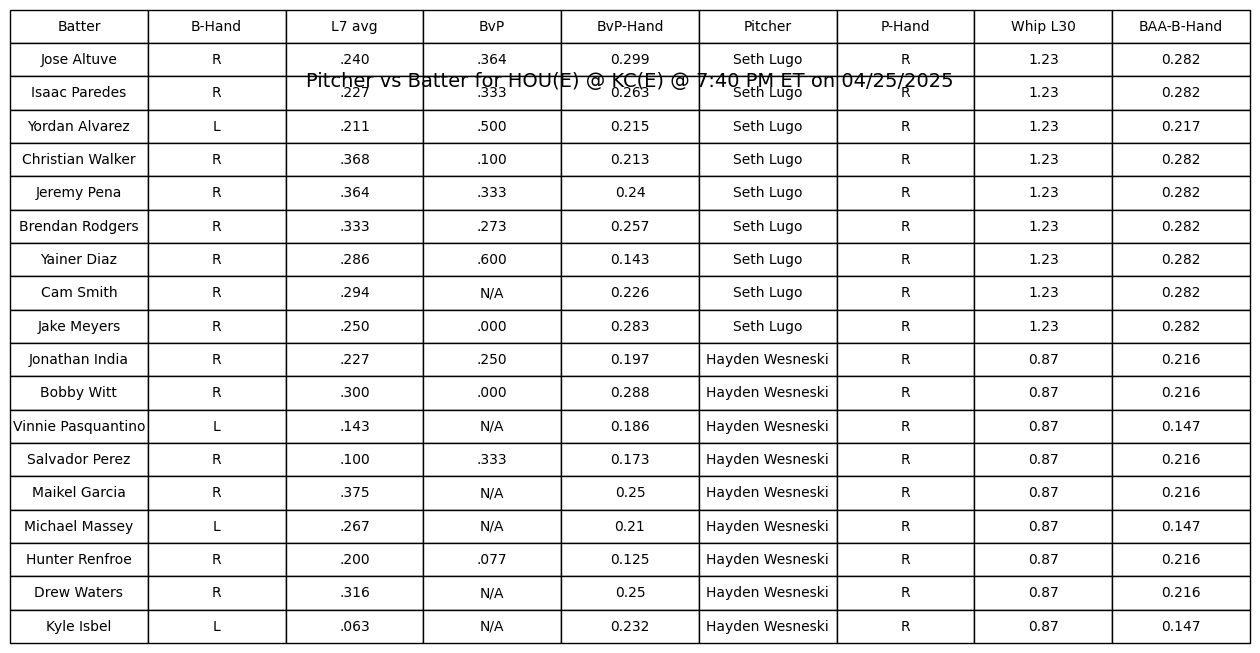 Batter B-Hand L7 avg BvP BvP-Hand Pitcher P-Hand Whip L30 BAA-B-Hand
Jose Altuve R .240 .364 0.299 Seth Lugo R 1.23 0.282
Pitcher vs Batter for HOU(E) @ KC(E) @ 7:40 PM ET on 04/25/2025
Isaac Paredes R .227 .333 0.263 Seth Lugo R 1.23 0.282
Yordan Alvarez L .211 .500 0.215 Seth Lugo R 1.23 0.217
Christian Walker R .368 .100 0.213 Seth Lugo R 1.23 0.282
Jeremy Pena R .364 .333 0.24 Seth Lugo R 1.23 0.282
Brendan Rodgers R .333 .273 0.257 Seth Lugo R 1.23 0.282
Yainer Diaz R .286 .600 0.143 Seth Lugo R 1.23 0.282
Cam Smith R .294 N/A 0.226 Seth Lugo R 1.23 0.282
Jake Meyers R .250 .000 0.283 Seth Lugo R 1.23 0.282
Jonathan India R .227 .250 0.197 Hayden Wesneski R 0.87 0.216
Bobby Witt R .300 .000 0.288 Hayden Wesneski R 0.87 0.216
Vinnie Pasquantino L .143 N/A 0.186 Hayden Wesneski R 0.87 0.147
Salvador Perez R .100 .333 0.173 Hayden Wesneski R 0.87 0.216
Maikel Garcia R .375 N/A 0.25 Hayden Wesneski R 0.87 0.216
Michael Massey L .267 N/A 0.21 Hayden Wesneski R 0.87 0.147
Hunter Renfroe R .200 .077 0.125 Hayden Wesneski R 0.87 0.216
Drew Waters R .316 N/A 0.25 Hayden Wesneski R 0.87 0.216
Kyle Isbel L .063 N/A 0.232 Hayden Wesneski R 0.87 0.147